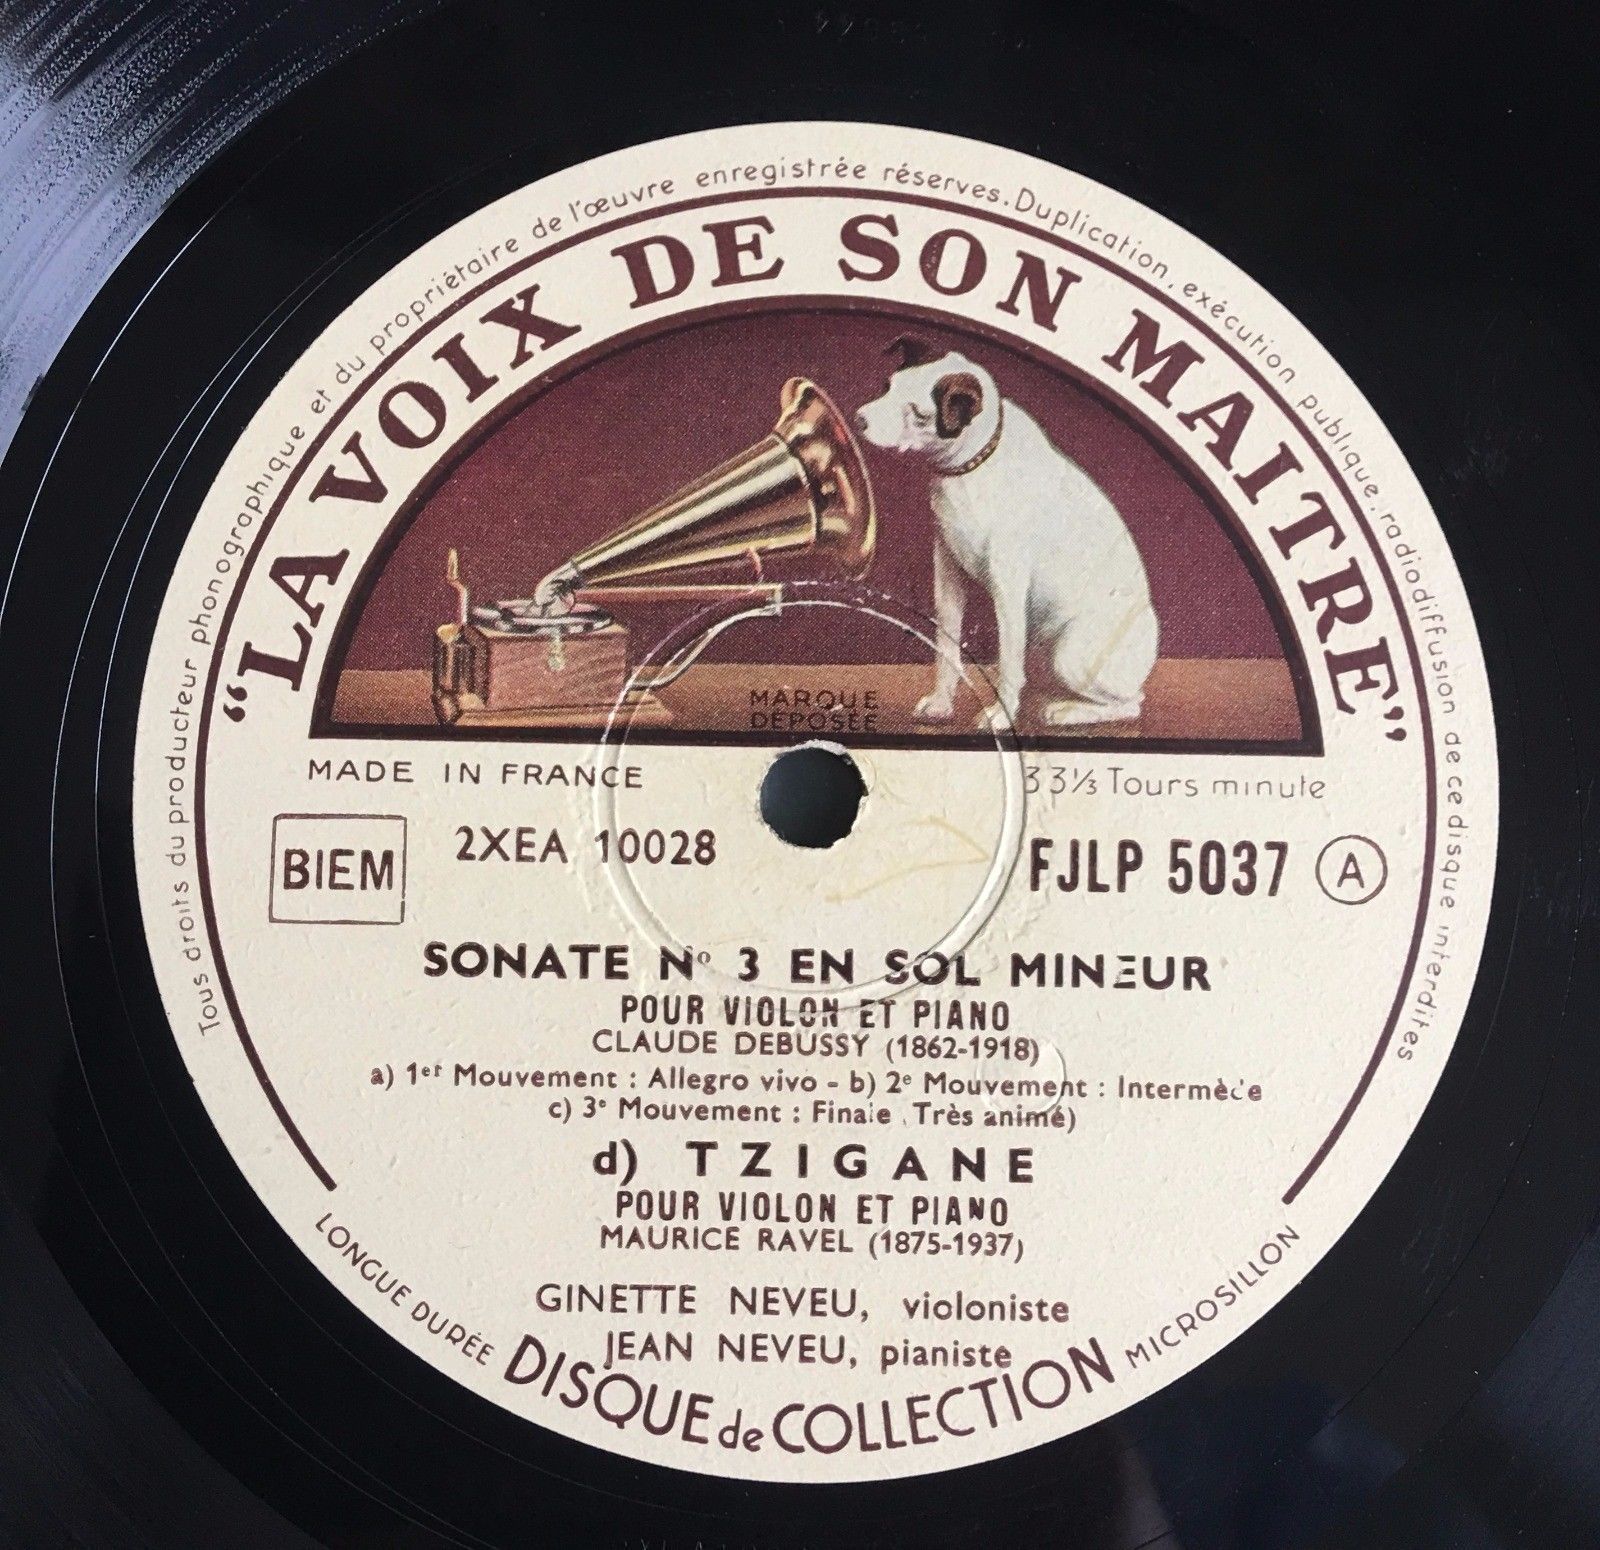 Tous droits du producteur phonographique et du propriétaire de l'œuvre enregistrée réserves. Duplication, exécution publique, radiodiffusion de ce disque interdites
"LA VOIX DE SON MAITRE"
MARQUE
DÉPOSÉE
MADE IN FRANCE
33⅓ Tours minute
BIEM
2XEA 10028
FJLP 5037
A
SONATE No 3 EN SOL MINEUR
POUR VIOLON ET PIANO
CLAUDE DEBUSSY (1862-1918)
a) 1er Mouvement : Allegro vivo - b) 2e Mouvement : Intermède
c) 3e Mouvement : Finale Très animé)
d) TZIGANE
POUR VIOLON ET PIANO
MAURICE RAVEL (1875-1937)
GINETTE NEVEU, violoniste
JEAN NEVEU, pianiste
LONGUE DURÉE
DISQUE de COLLECTION
MICROSILLON